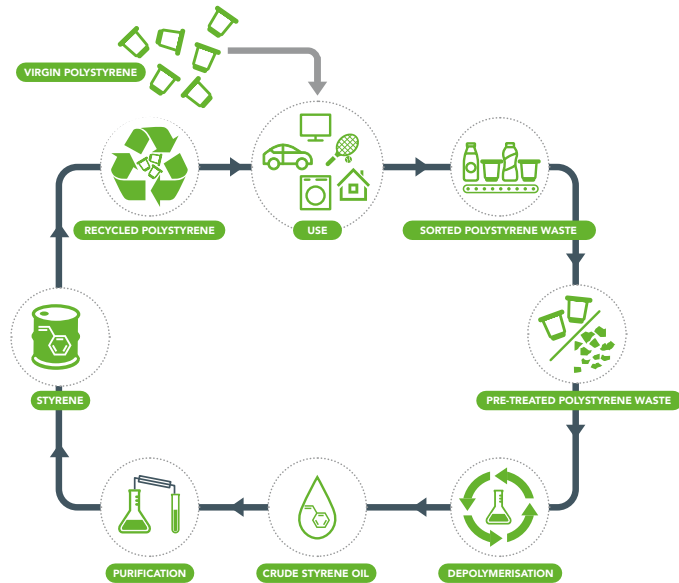 VIRGIN POLYSTYRENE
RECYCLED POLYSTYRENE
USE
SORTED POLYSTYRENE WASTE
STYRENE
PRE-TREATED POLYSTYRENE WASTE
PURIFICATION
CRUDE STYRENE OIL
DEPOLYMERISATION